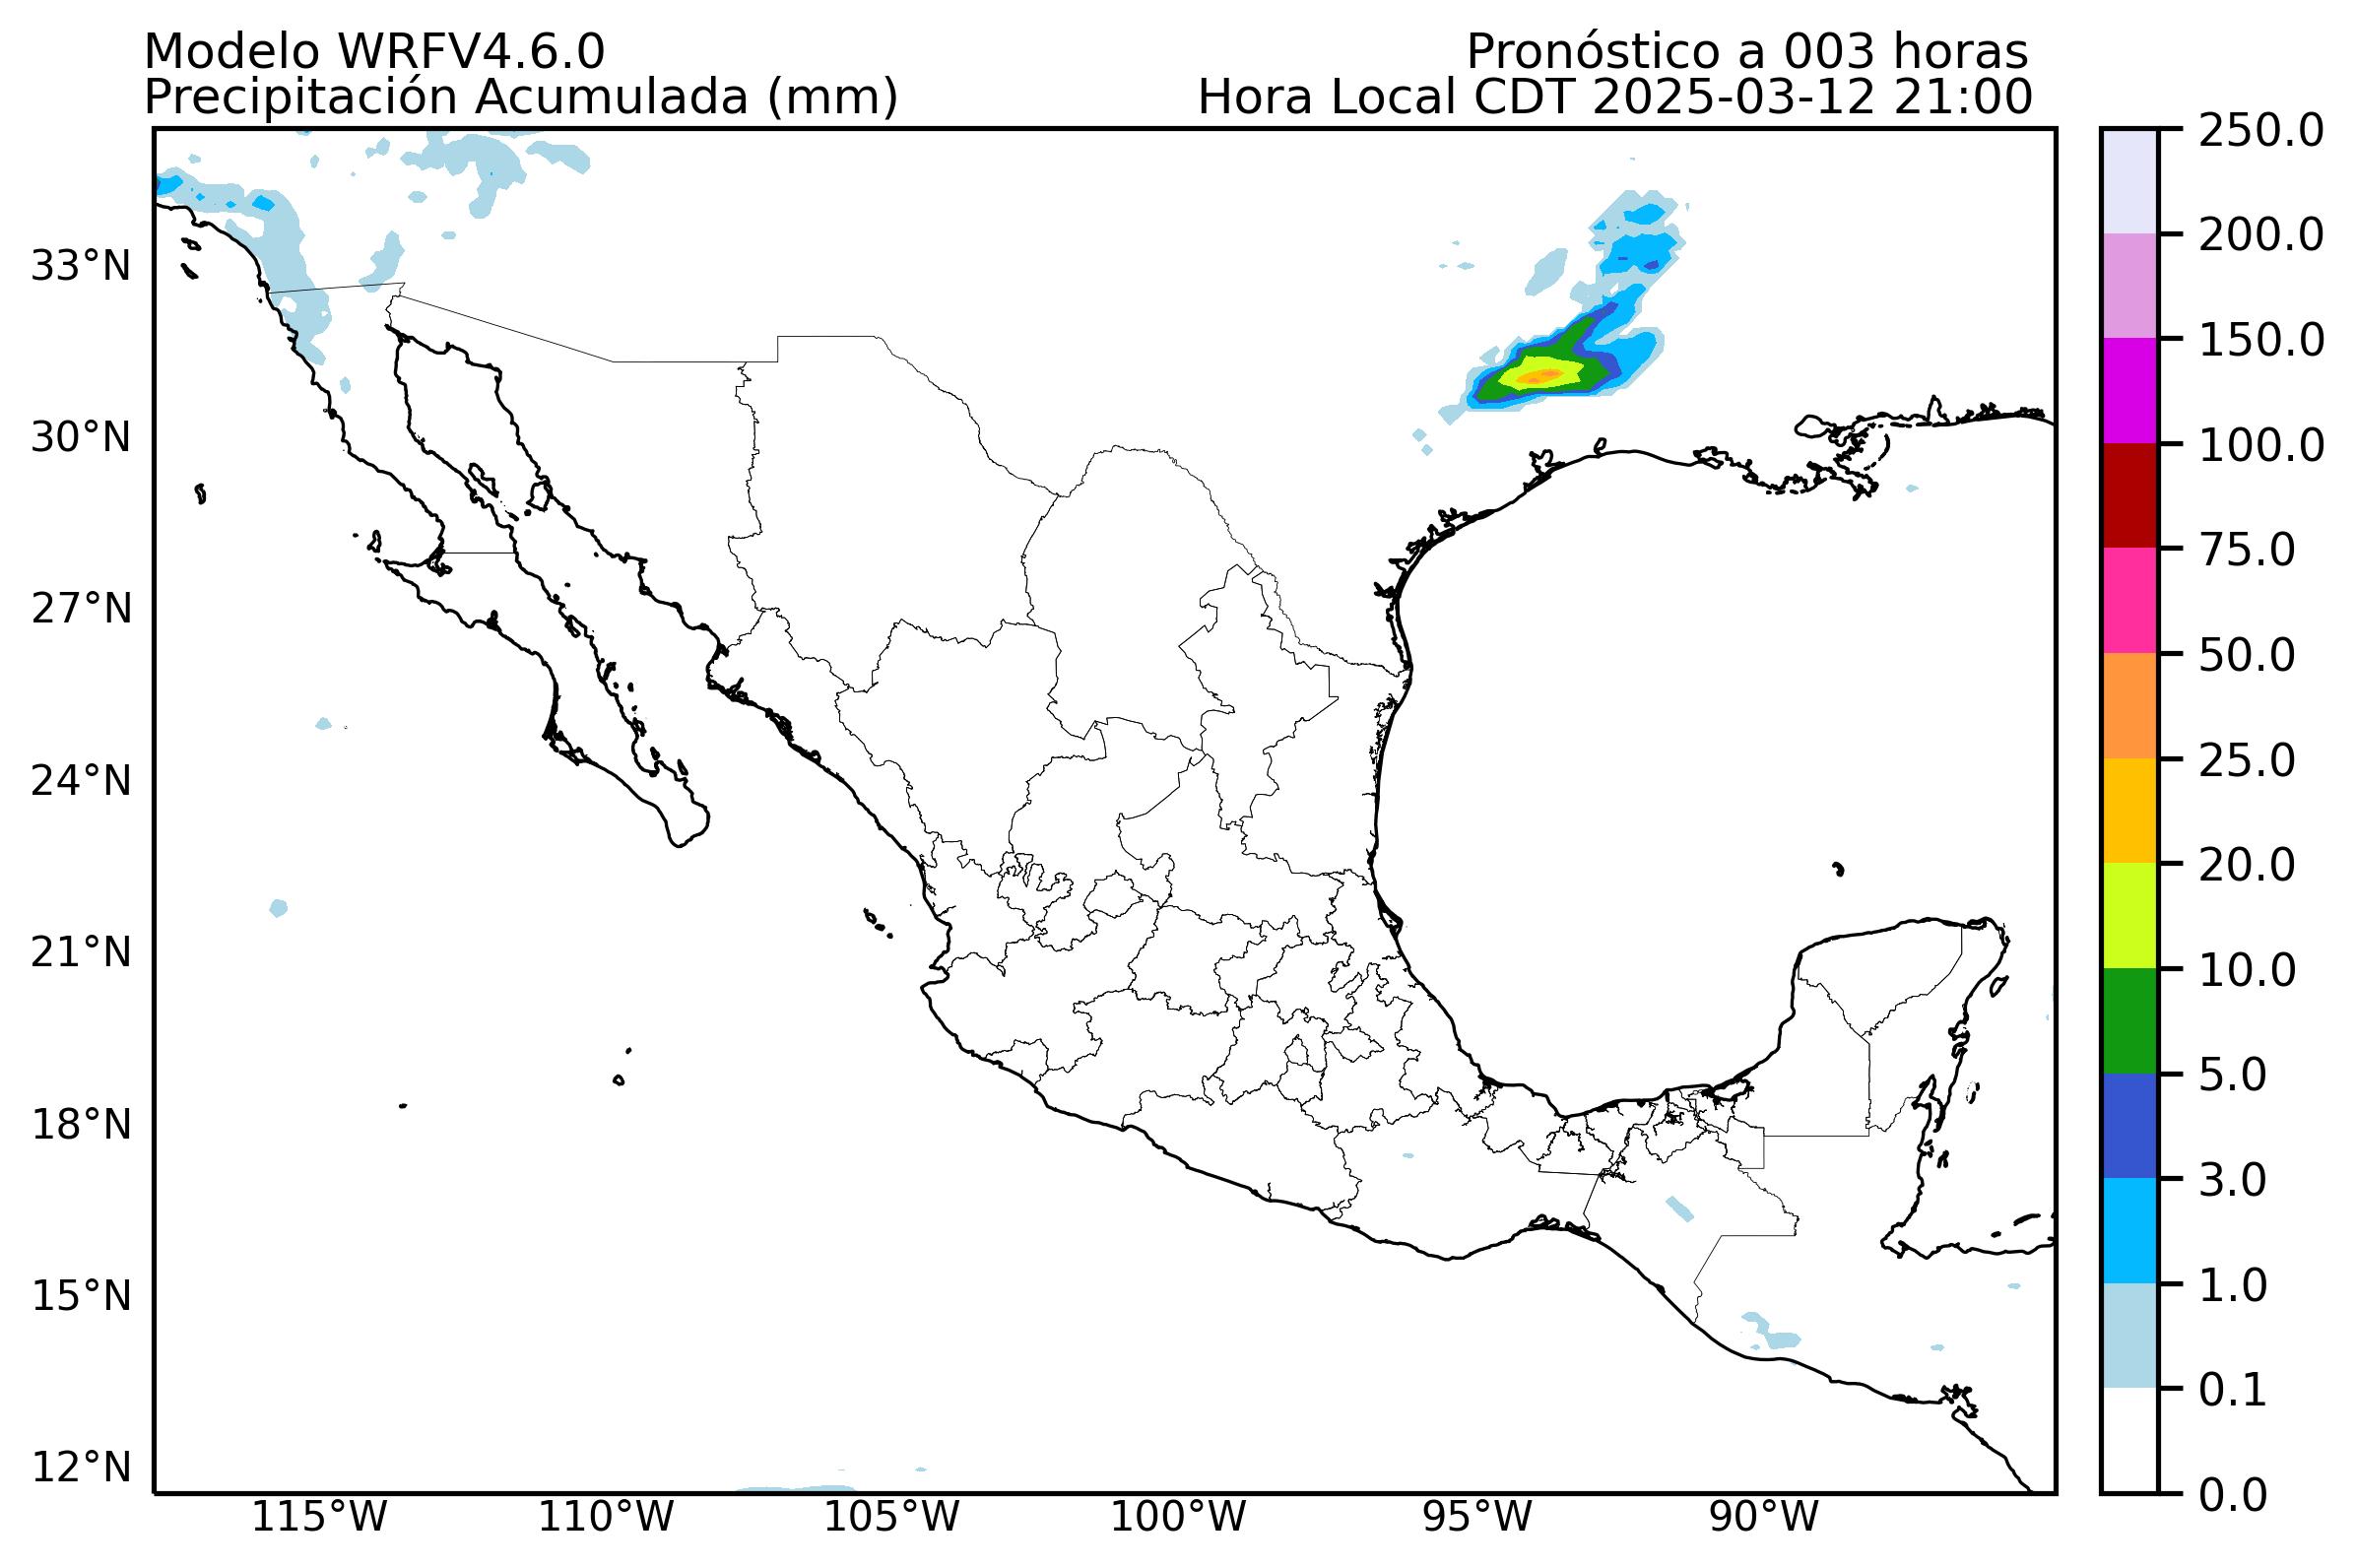 Modelo WRFV4.6.0
Pronóstico a 003 horas
Precipitación Acumulada (mm)
Hora Local CDT 2025-03-12 21:00
33°N
30°N
27°N
24°N
21°N
18°N
15°N
12°N
115°W
110°W
105°W
100°W
95°W
90°W
250.0
200.0
150.0
100.0
75.0
50.0
25.0
20.0
10.0
5.0
3.0
1.0
0.1
0.0